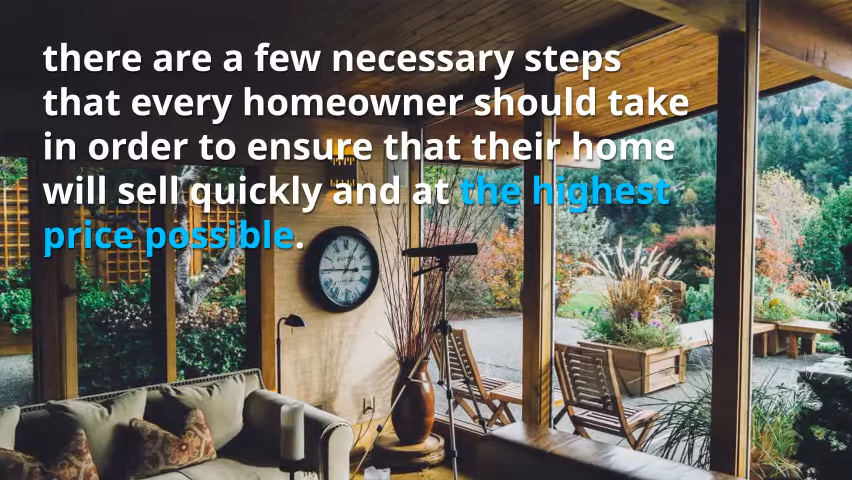 there are a few necessary steps
that every homeowner should take
in order to ensure that their home
will sell quickly and at the highest
price possible.